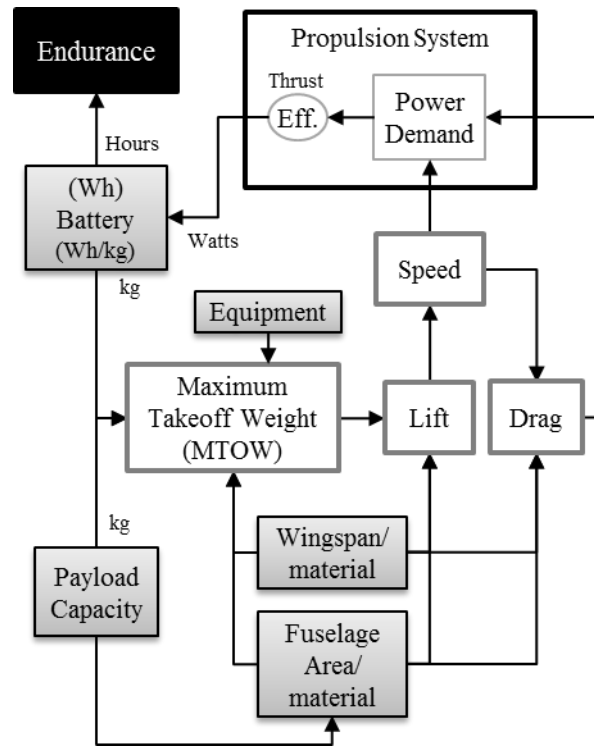 Endurance
Propulsion System
Thrust
Eff.
Power
Demand
Hours
(Wh)
Battery
(Wh/kg)
Watts
kg
Speed
Equipment
Maximum
Takeoff Weight
(MTOW)
Lift
Drag
kg
Wingspan/
material
Payload
Capacity
Fuselage
Area/
material